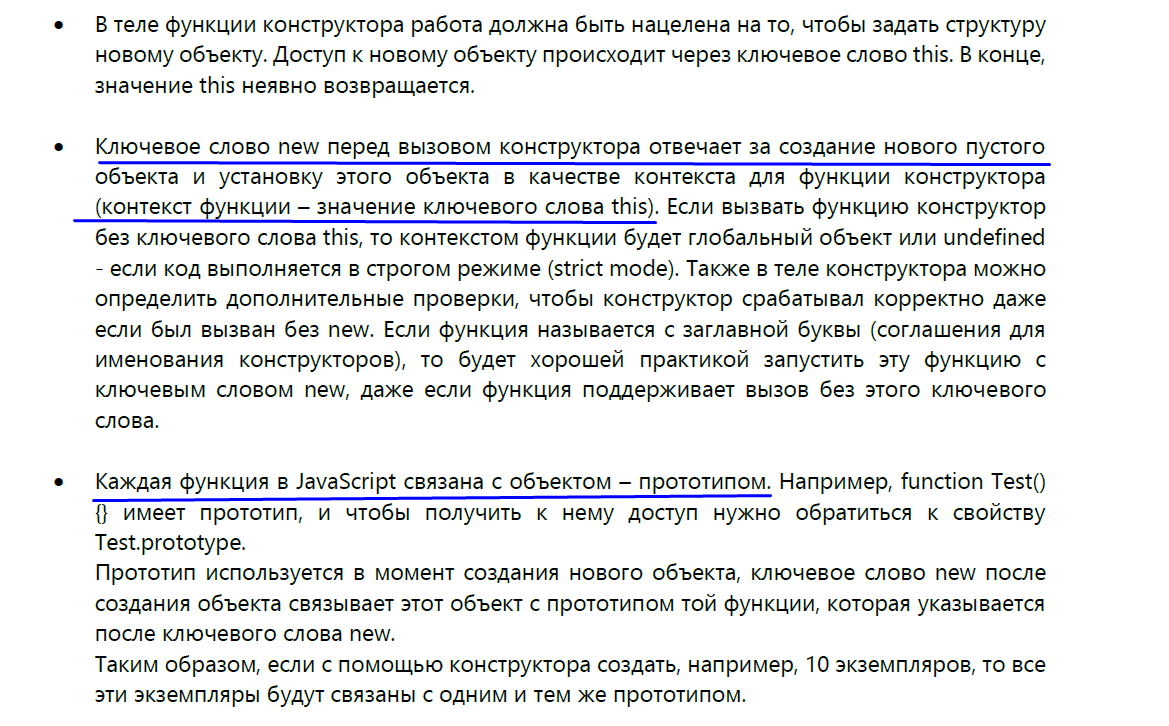 • В теле функции конструктора работа должна быть нацелена на то, чтобы задать структуру
новому объекту. Доступ к новому объекту происходит через ключевое слово this. В конце,
значение this неявно возвращается.
• Ключевое слово new перед вызовом конструктора отвечает за создание нового пустого
объекта и установку этого объекта в качестве контекста для функции конструктора
(контекст функции – значение ключевого слова this). Если вызвать функцию конструктор
без ключевого слова this, то контекстом функции будет глобальный объект или undefined
- если код выполняется в строгом режиме (strict mode). Также в теле конструктора можно
определить дополнительные проверки, чтобы конструктор срабатывал корректно даже
если был вызван без new. Если функция называется с заглавной буквы (соглашения для
именования конструкторов), то будет хорошей практикой запустить эту функцию с
ключевым словом new, даже если функция поддерживает вызов без этого ключевого
слова.
• Каждая функция в JavaScript связана с объектом – прототипом. Например, function Test()
{} имеет прототип, и чтобы получить к нему доступ нужно обратиться к свойству
Test.prototype.
Прототип используется в момент создания нового объекта, ключевое слово new после
создания объекта связывает этот объект с прототипом той функции, которая указывается
после ключевого слова new.
Таким образом, если с помощью конструктора создать, например, 10 экземпляров, то все
эти экземпляры будут связаны с одним и тем же прототипом.